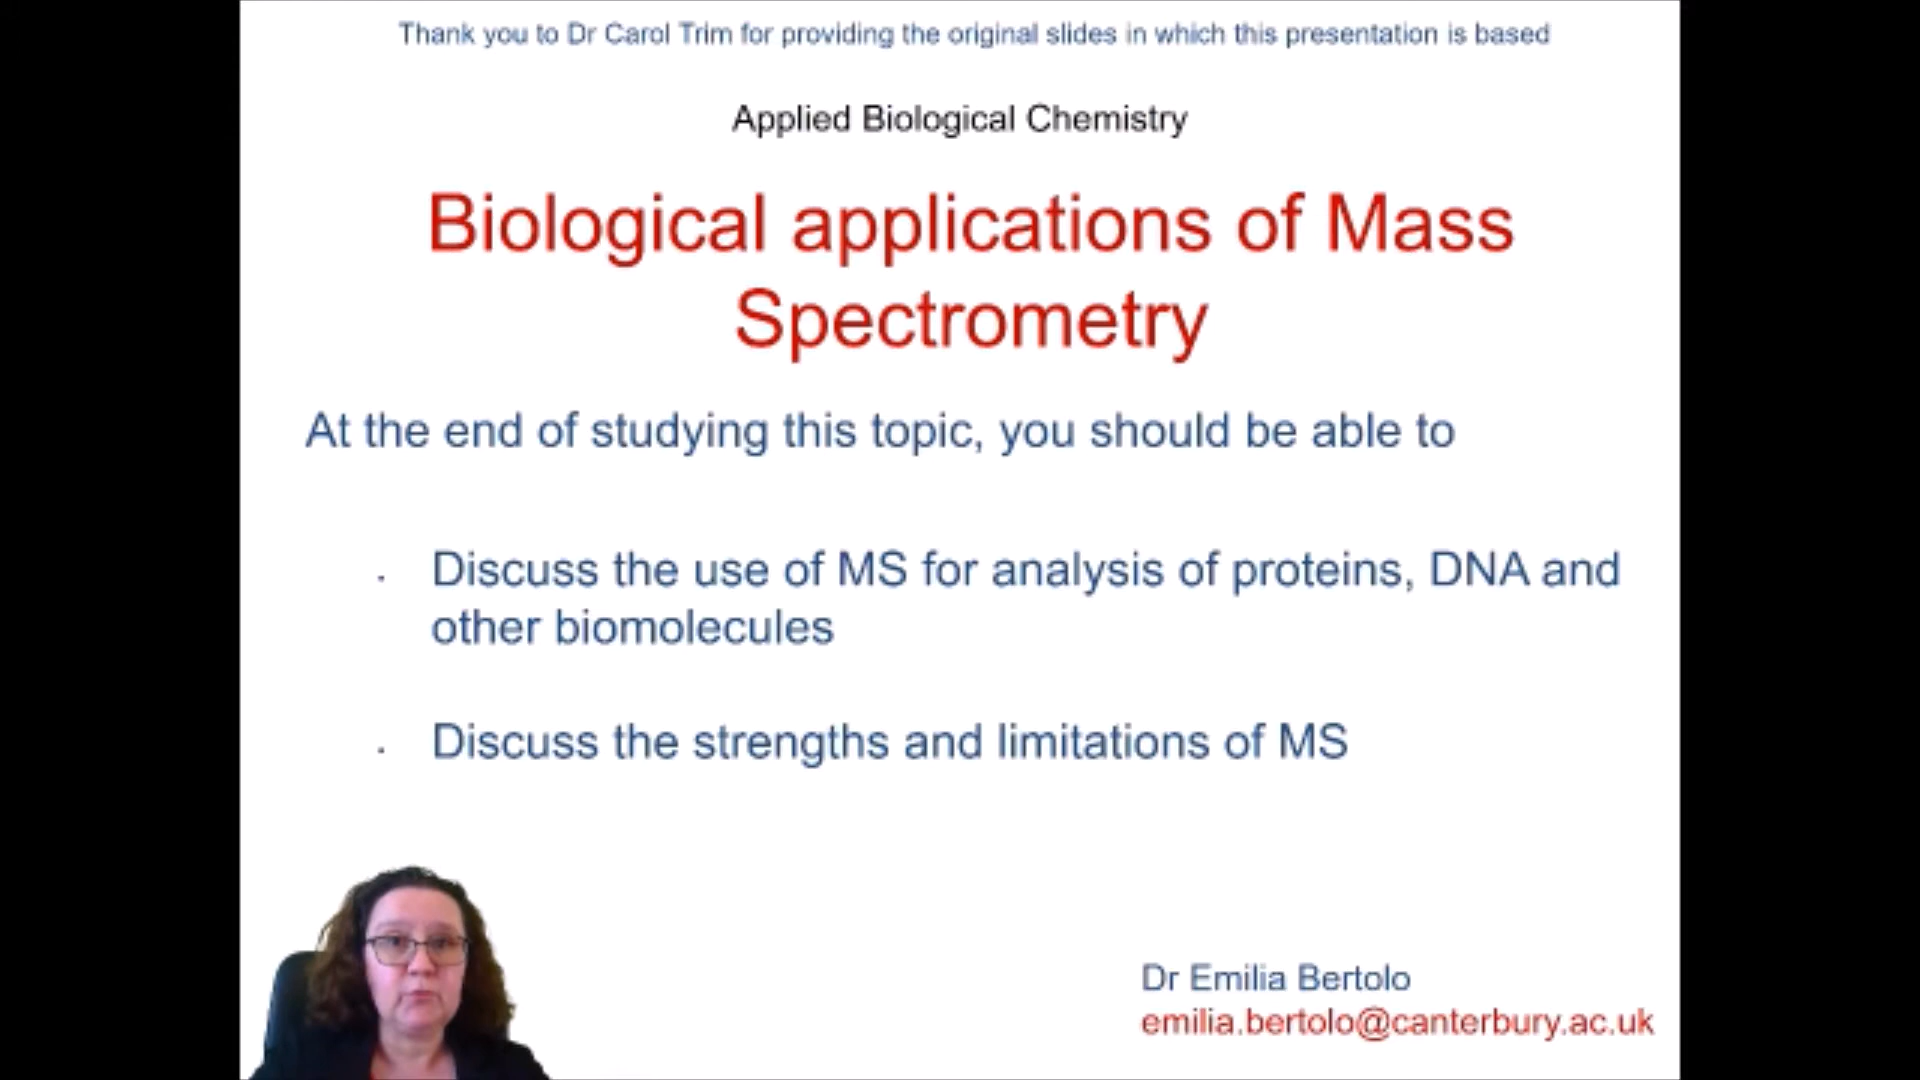 Thank you to Dr Carol Trim for providing the original slides in which this presentation is based
Applied Biological Chemistry
Biological applications of Mass
Spectrometry
At the end of studying this topic, you should be able to
· Discuss the use of MS for analysis of proteins, DNA and
other biomolecules
· Discuss the strengths and limitations of MS
Dr Emilia Bertolo
emilia.bertolo@canterbury.ac.uk